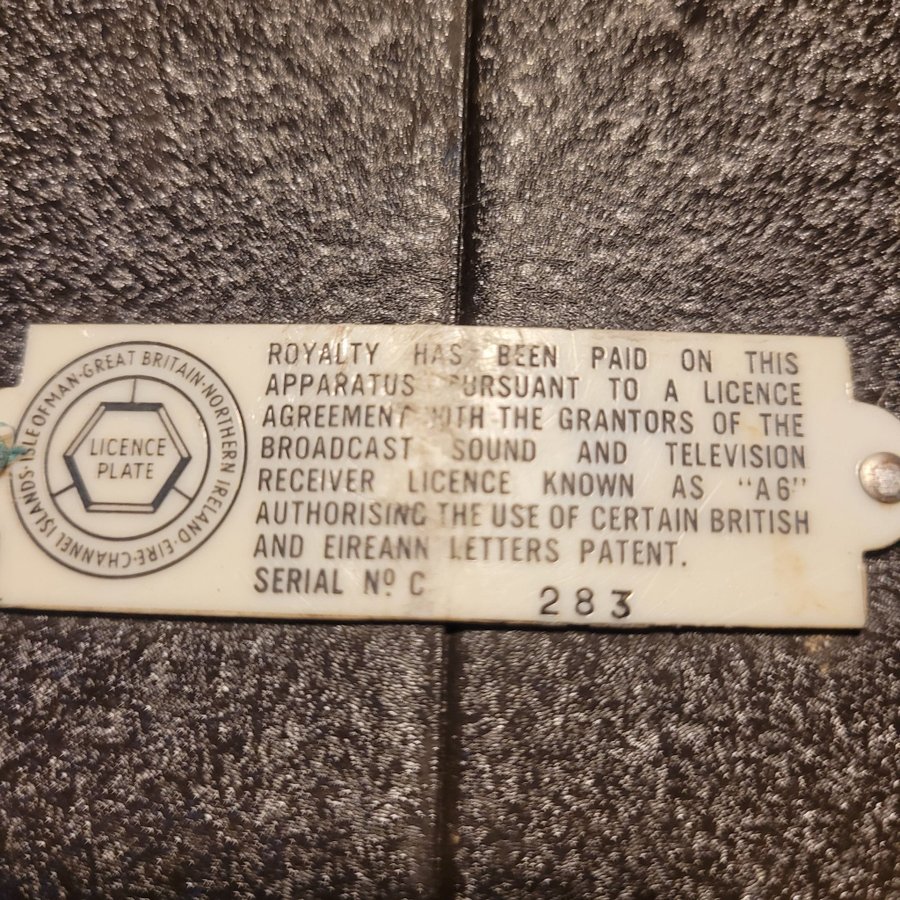 ISLE OF MAN·GREAT BRITAIN·NORTHERN IRELAND·EIRE·CHANNEL ISLANDS·
LICENCE
PLATE
ROYALTY HAS BEEN PAID ON THIS
APPARATUS PURSUANT TO A LICENCE
AGREEMENT WITH THE GRANTORS OF THE
BROADCAST SOUND AND TELEVISION
RECEIVER LICENCE KNOWN AS "A6"
AUTHORISING THE USE OF CERTAIN BRITISH
AND EIREANN LETTERS PATENT.
SERIAL Nº C 283